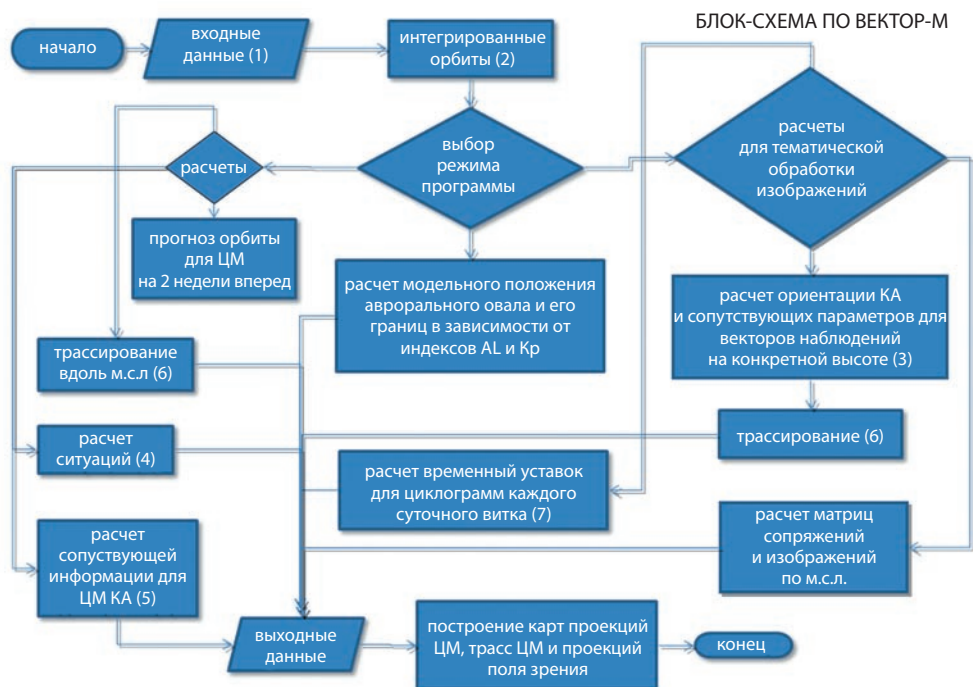 БЛОК-СХЕМА ПО ВЕКТОР-М
начало
входные
данные (1)
интегрированные
орбиты (2)
расчеты
выбор
режима
программы
расчеты
для тематической
обработки
изображений
прогноз орбиты
для ЦМ
на 2 недели вперед
расчет модельного положения
аврорального овала и его
границ в зависимости от
индексов AL и Kp
расчет ориентации КА
и сопутствующих параметров для
векторов наблюдений
на конкретной высоте (3)
трассирование
вдоль м.с.л (6)
трассирование (6)
расчет
ситуаций (4)
расчет временный уставок
для циклограмм каждого
суточного витка (7)
расчет матриц
сопряжений
и изображений
по м.с.л.
расчет
сопуствующей
информации для
ЦМ КА (5)
выходные
данные
построение карт проекций
ЦМ, трасс ЦМ и проекций
поля зрения
конец